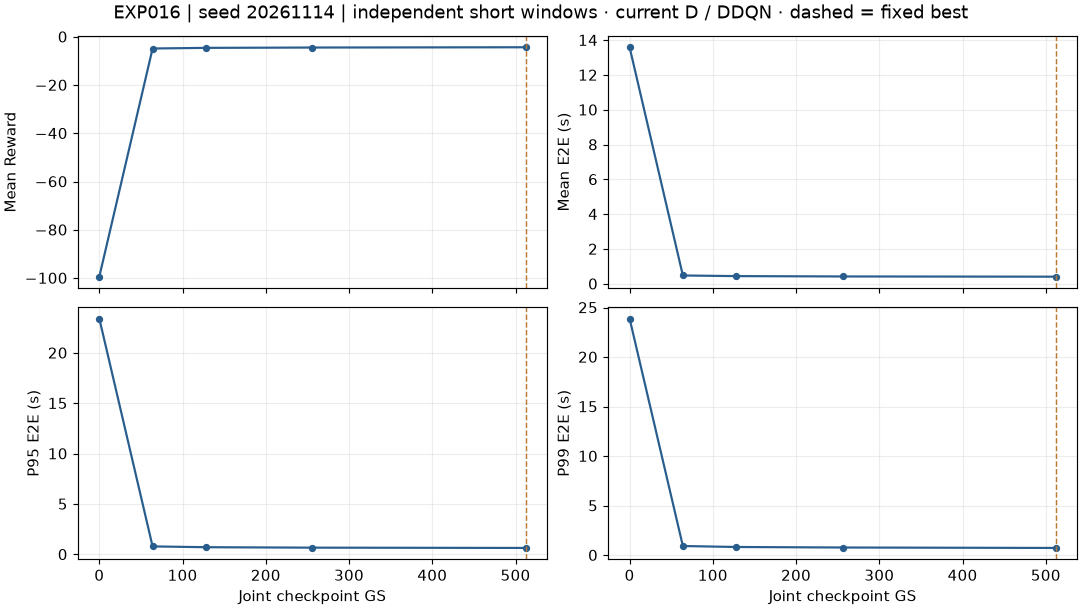 EXP016 | seed 20261114 | independent short windows · current D / DDQN · dashed = fixed best
Mean Reward
0
−20
−40
−60
−80
−100
Mean E2E (s)
14
12
10
8
6
4
2
0
P95 E2E (s)
20
15
10
5
0
0 100 200 300 400 500
Joint checkpoint GS
P99 E2E (s)
25
20
15
10
5
0
0 100 200 300 400 500
Joint checkpoint GS